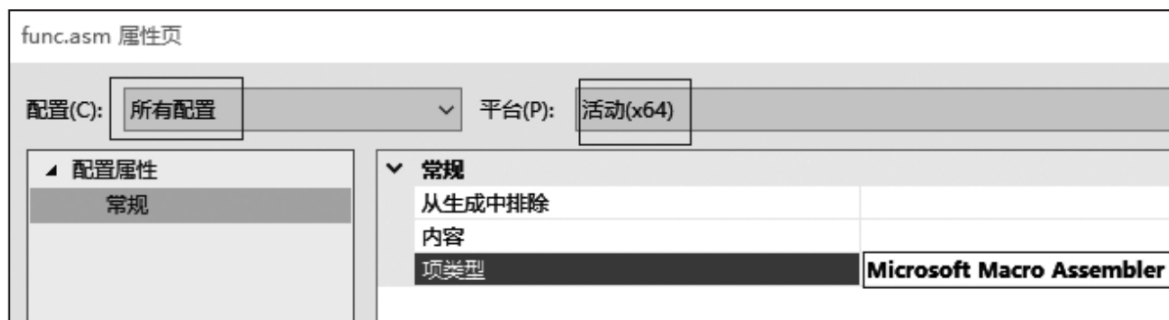 func.asm 属性页
配置(C): 所有配置 平台(P): 活动(x64)
配置属性
常规
常规
从生成中排除
内容
项类型 Microsoft Macro Assembler